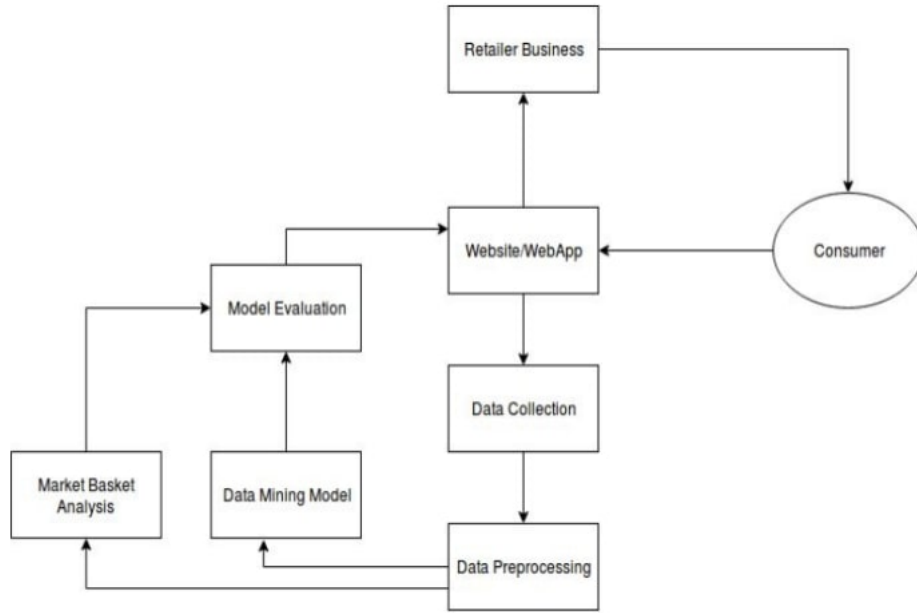 Retailer Business
Website/WebApp
Consumer
Model Evaluation
Data Collection
Market Basket
Analysis
Data Mining Model
Data Preprocessing